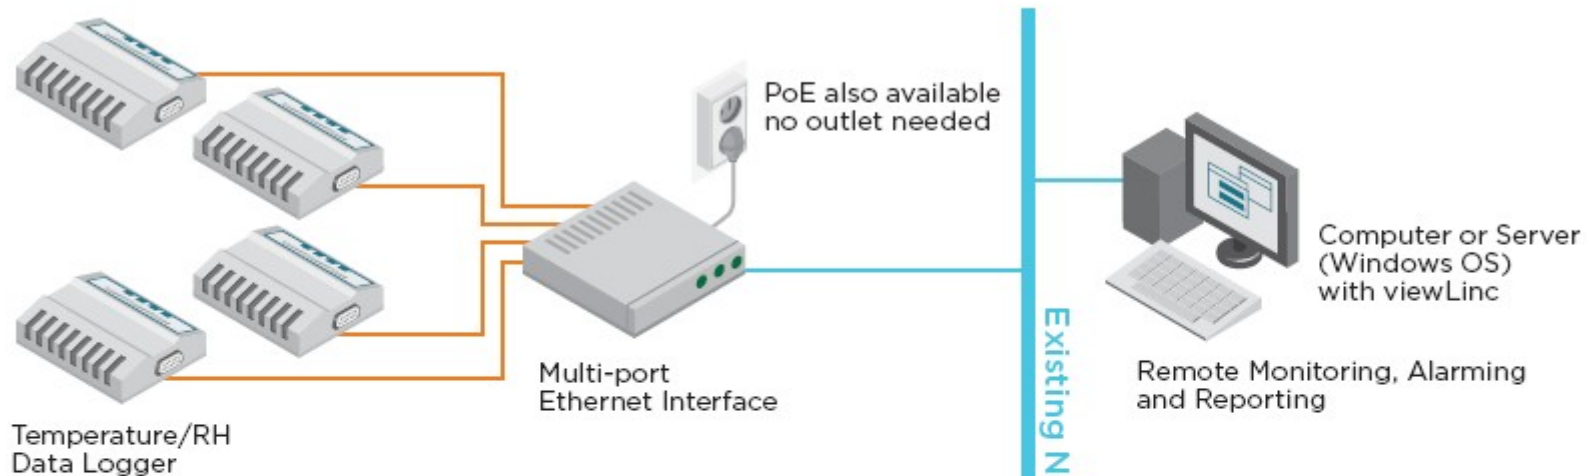 PoE also available
no outlet needed
Computer or Server
(Windows OS)
with viewLinc
Existing N
Multi-port
Ethernet Interface
Remote Monitoring, Alarming
and Reporting
Temperature/RH
Data Logger